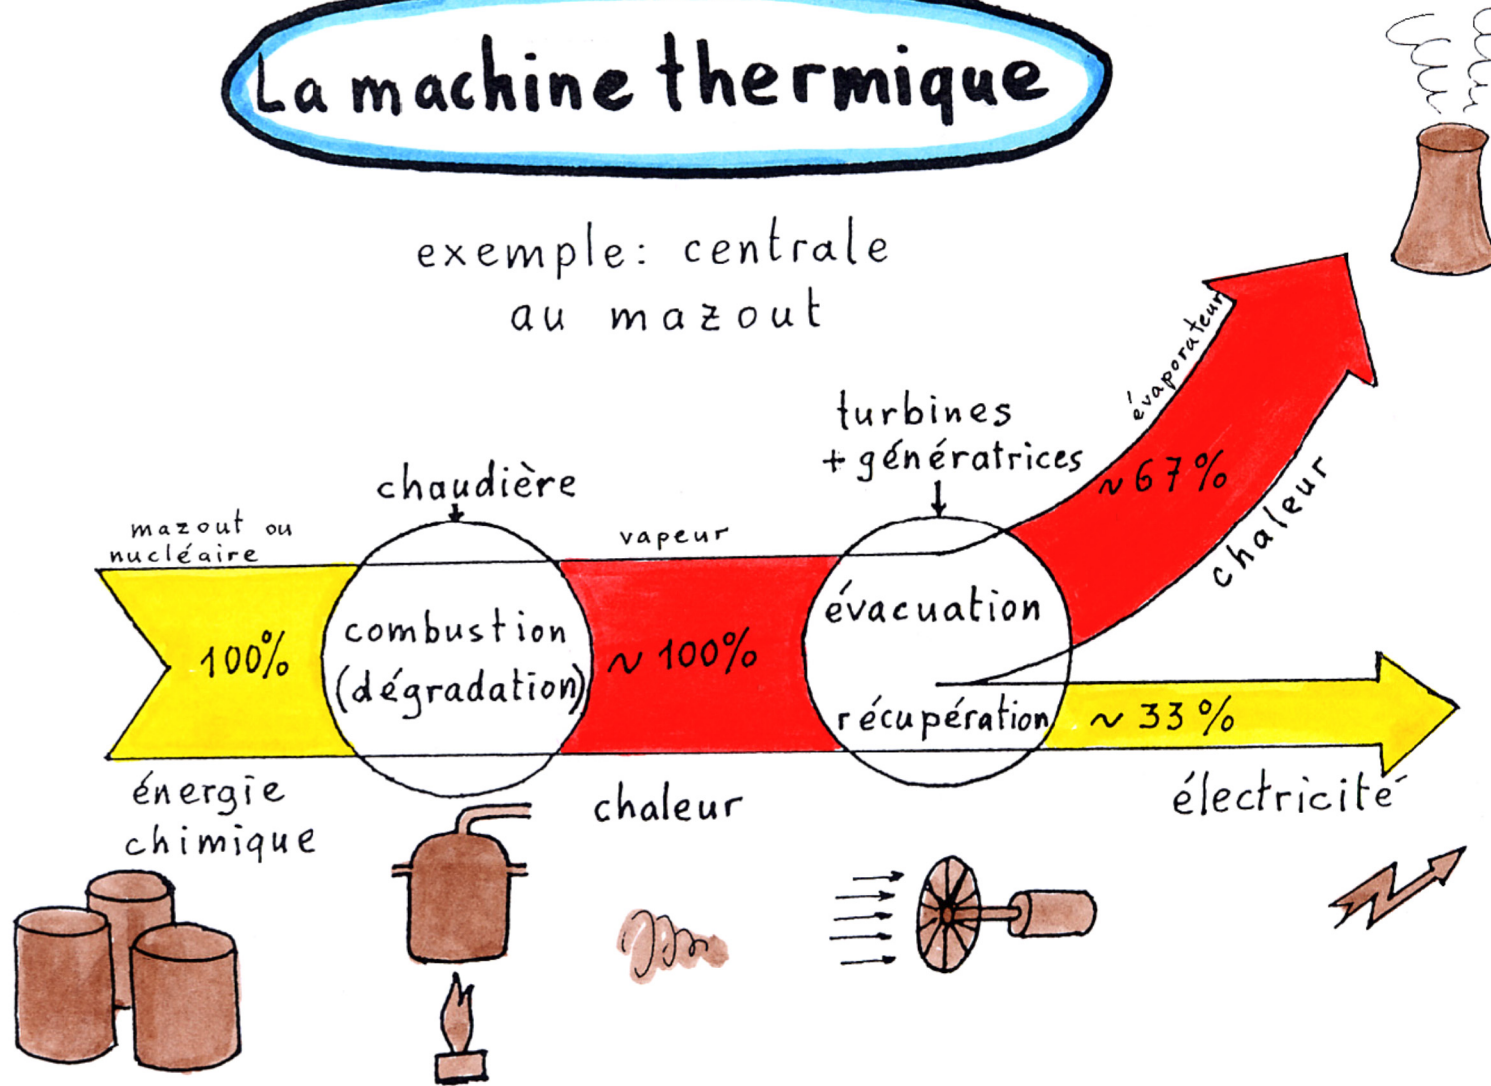 La machine thermique
exemple: centrale
au mazout
évaporateur
turbines
+ génératrices
chaudière
mazout ou
nucléaire
vapeur
~ 67%
chaleur
évacuation
combustion
(dégradation)
100%
~ 100%
récupération
~ 33%
énergie
chimique
chaleur
électricité